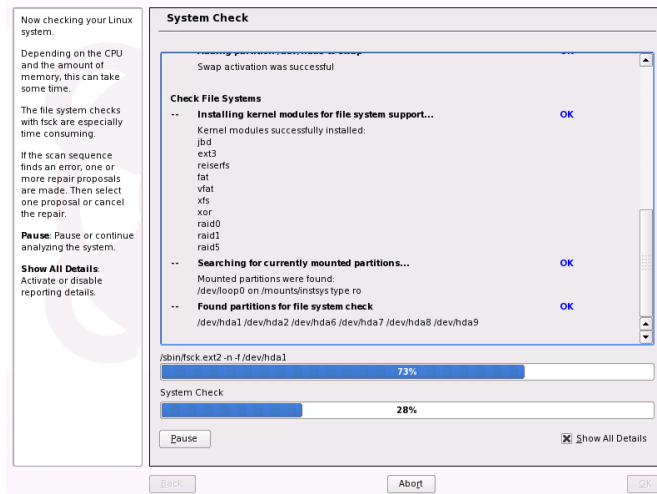 Now checking your Linux
system.
Depending on the CPU
and the amount of
memory, this can take
some time.
The file system checks
with fsck are especially
time consuming.
If the scan sequence
finds an error, one or
more repair proposals
are made. Then select
one proposal or cancel
the repair.
Pause: Pause or continue
analyzing the system.
Show All Details:
Activate or disable
reporting details.
System Check
Swap activation was successful
Check File Systems
-- Installing kernel modules for file system support... OK
Kernel modules successfully installed:
jbd
ext3
reiserfs
fat
vfat
xfs
xor
raid0
raid1
raid5
-- Searching for currently mounted partitions... OK
Mounted partitions were found:
/dev/loop0 on /mounts/instsys type ro
-- Found partitions for file system check OK
/dev/hda1 /dev/hda2 /dev/hda6 /dev/hda7 /dev/hda8 /dev/hda9
/sbin/fsck.ext2 -n -f /dev/hda1
73%
System Check
28%
Pause
Show All Details
Back
Abort
OK